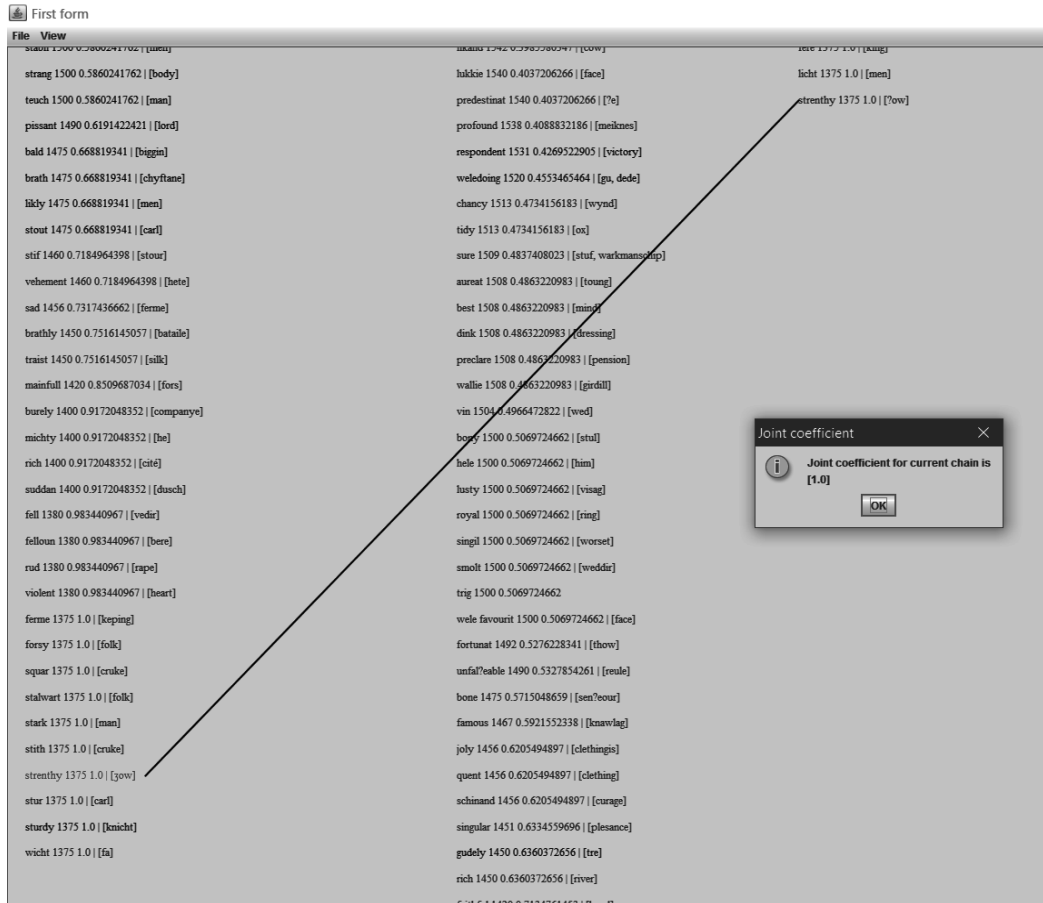 First form
File View
strang 1500 0.5860241762 | [body]
teuch 1500 0.5860241762 | [man]
pissant 1490 0.6191422421 | [lord]
bald 1475 0.668819341 | [biggin]
brath 1475 0.668819341 | [chyftane]
likly 1475 0.668819341 | [men]
stout 1475 0.668819341 | [carl]
stif 1460 0.7184964398 | [stour]
vehement 1460 0.7184964398 | [hete]
sad 1456 0.7317436662 | [ferme]
brathly 1450 0.7516145057 | [bataile]
traist 1450 0.7516145057 | [silk]
mainfull 1420 0.8509687034 | [fors]
burely 1400 0.9172048352 | [companye]
michty 1400 0.9172048352 | [he]
rich 1400 0.9172048352 | [cité]
suddan 1400 0.9172048352 | [dusch]
fell 1380 0.983440967 | [vedir]
felloun 1380 0.983440967 | [bere]
rud 1380 0.983440967 | [rape]
violent 1380 0.983440967 | [heart]
ferme 1375 1.0 | [keping]
forsy 1375 1.0 | [folk]
squar 1375 1.0 | [cruke]
stalwart 1375 1.0 | [folk]
stark 1375 1.0 | [man]
stith 1375 1.0 | [cruke]
strenthy 1375 1.0 | [ȝow]
stur 1375 1.0 | [carl]
sturdy 1375 1.0 | [knicht]
wicht 1375 1.0 | [fa]
lukkie 1540 0.4037206266 | [face]
predestinat 1540 0.4037206266 | [?e]
profound 1538 0.4088832186 | [meiknes]
respondent 1531 0.4269522905 | [victory]
weledoing 1520 0.4553465464 | [gu, dede]
chancy 1513 0.4734156183 | [wynd]
tidy 1513 0.4734156183 | [ox]
sure 1509 0.4837408023 | [stuf, warkmanschip]
aureat 1508 0.4863220983 | [toung]
best 1508 0.4863220983 | [mind]
dink 1508 0.4863220983 | [dressing]
preclare 1508 0.4863220983 | [pension]
wallie 1508 0.4863220983 | [girdill]
vin 1504 0.4966472822 | [wed]
bony 1500 0.5069724662 | [stul]
hele 1500 0.5069724662 | [him]
lusty 1500 0.5069724662 | [visag]
royal 1500 0.5069724662 | [ring]
singil 1500 0.5069724662 | [worset]
smolt 1500 0.5069724662 | [weddir]
trig 1500 0.5069724662
wele favourit 1500 0.5069724662 | [face]
fortunat 1492 0.5276228341 | [thow]
unfal?eable 1490 0.5327854261 | [reule]
bone 1475 0.5715048659 | [sen?eour]
famous 1467 0.5921552338 | [knawlag]
joly 1456 0.6205494897 | [clethingis]
quent 1456 0.6205494897 | [clething]
schinand 1456 0.6205494897 | [curage]
singular 1451 0.6334559696 | [plesance]
gudely 1450 0.6360372656 | [tre]
rich 1450 0.6360372656 | [river]
licht 1375 1.0 | [men]
strenthy 1375 1.0 | [?ow]
Joint coefficient
Joint coefficient for current chain is
[1.0]
OK